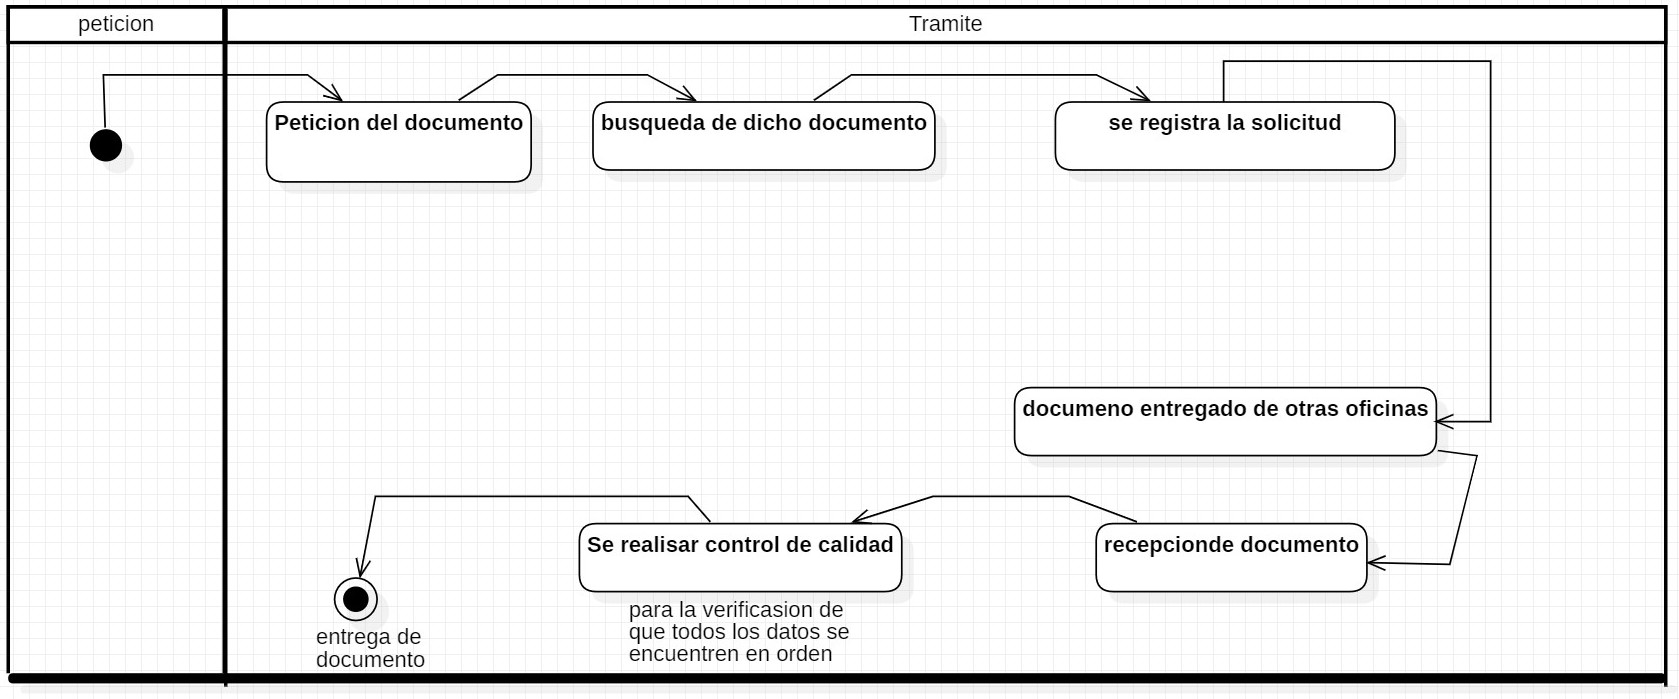 peticion
Tramite
Peticion del documento
busqueda de dicho documento
se registra la solicitud
documeno entregado de otras oficinas
Se realisar control de calidad
recepcionde documento
para la verificasion de
que todos los datos se
encuentren en orden
entrega de
documento